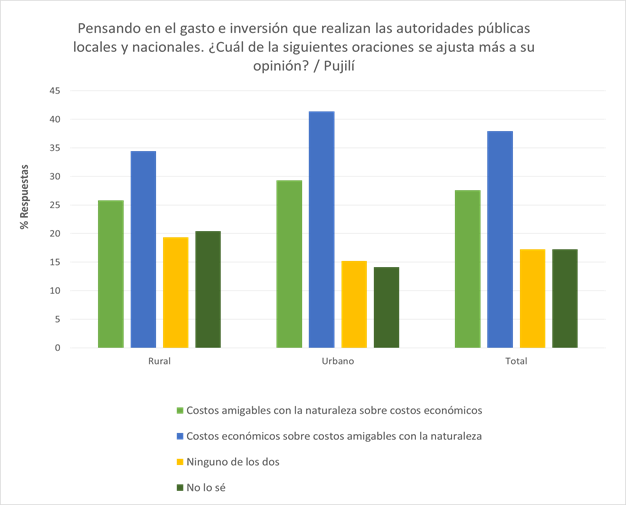 Pensando en el gasto e inversión que realizan las autoridades públicas
locales y nacionales. ¿Cuál de la siguientes oraciones se ajusta más a su
opinión? / Pujilí
45
40
35
30
25
20
15
10
5
0
% Respuestas
Rural Urbano Total
Costos amigables con la naturaleza sobre costos económicos
Costos económicos sobre costos amigables con la naturaleza
Ninguno de los dos
No lo sé